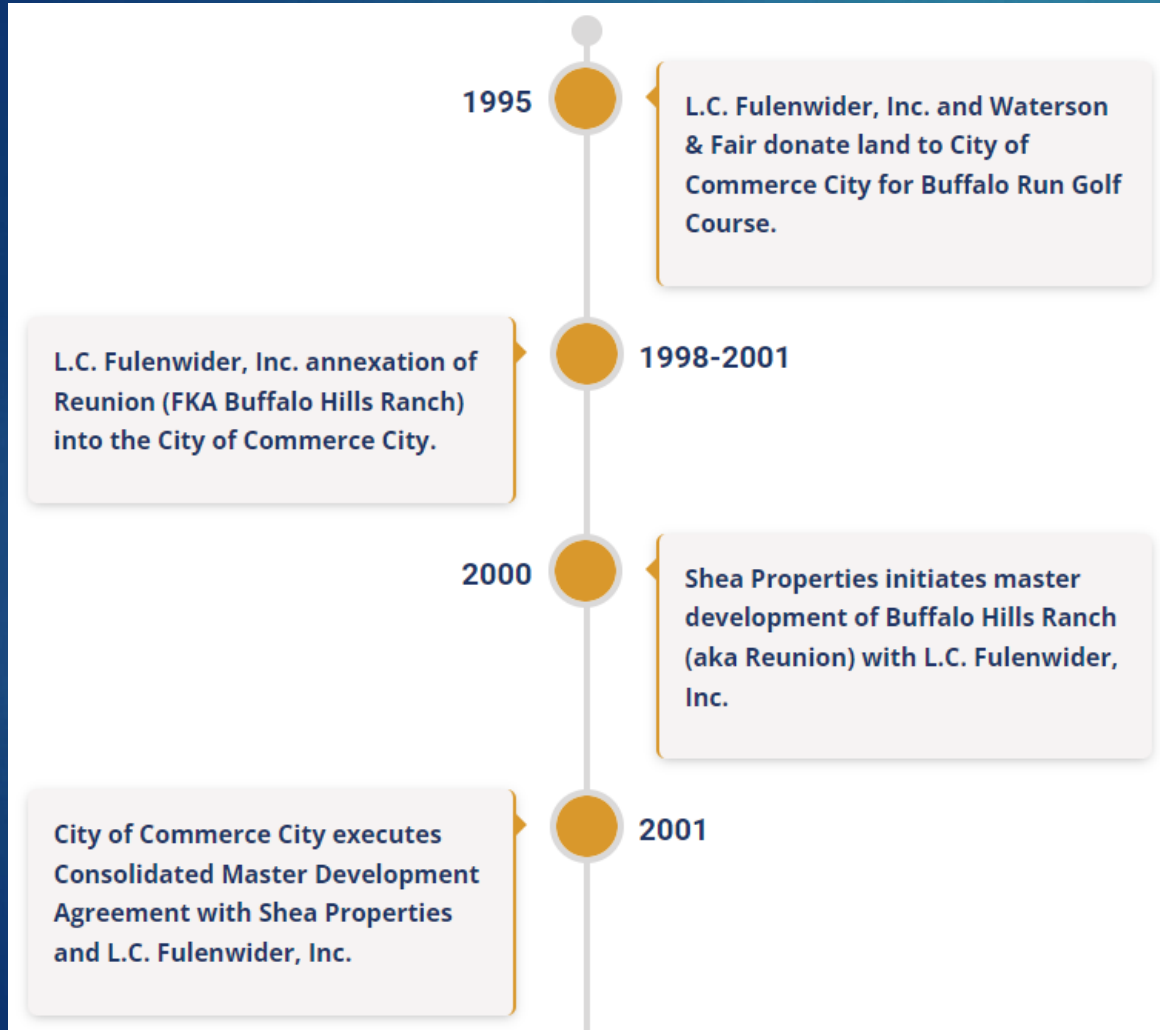 1995
L.C. Fulenwider, Inc. and Waterson
& Fair donate land to City of
Commerce City for Buffalo Run Golf
Course.
L.C. Fulenwider, Inc. annexation of
Reunion (FKA Buffalo Hills Ranch)
into the City of Commerce City.
1998-2001
2000
Shea Properties initiates master
development of Buffalo Hills Ranch
(aka Reunion) with L.C. Fulenwider,
Inc.
City of Commerce City executes
Consolidated Master Development
Agreement with Shea Properties
and L.C. Fulenwider, Inc.
2001